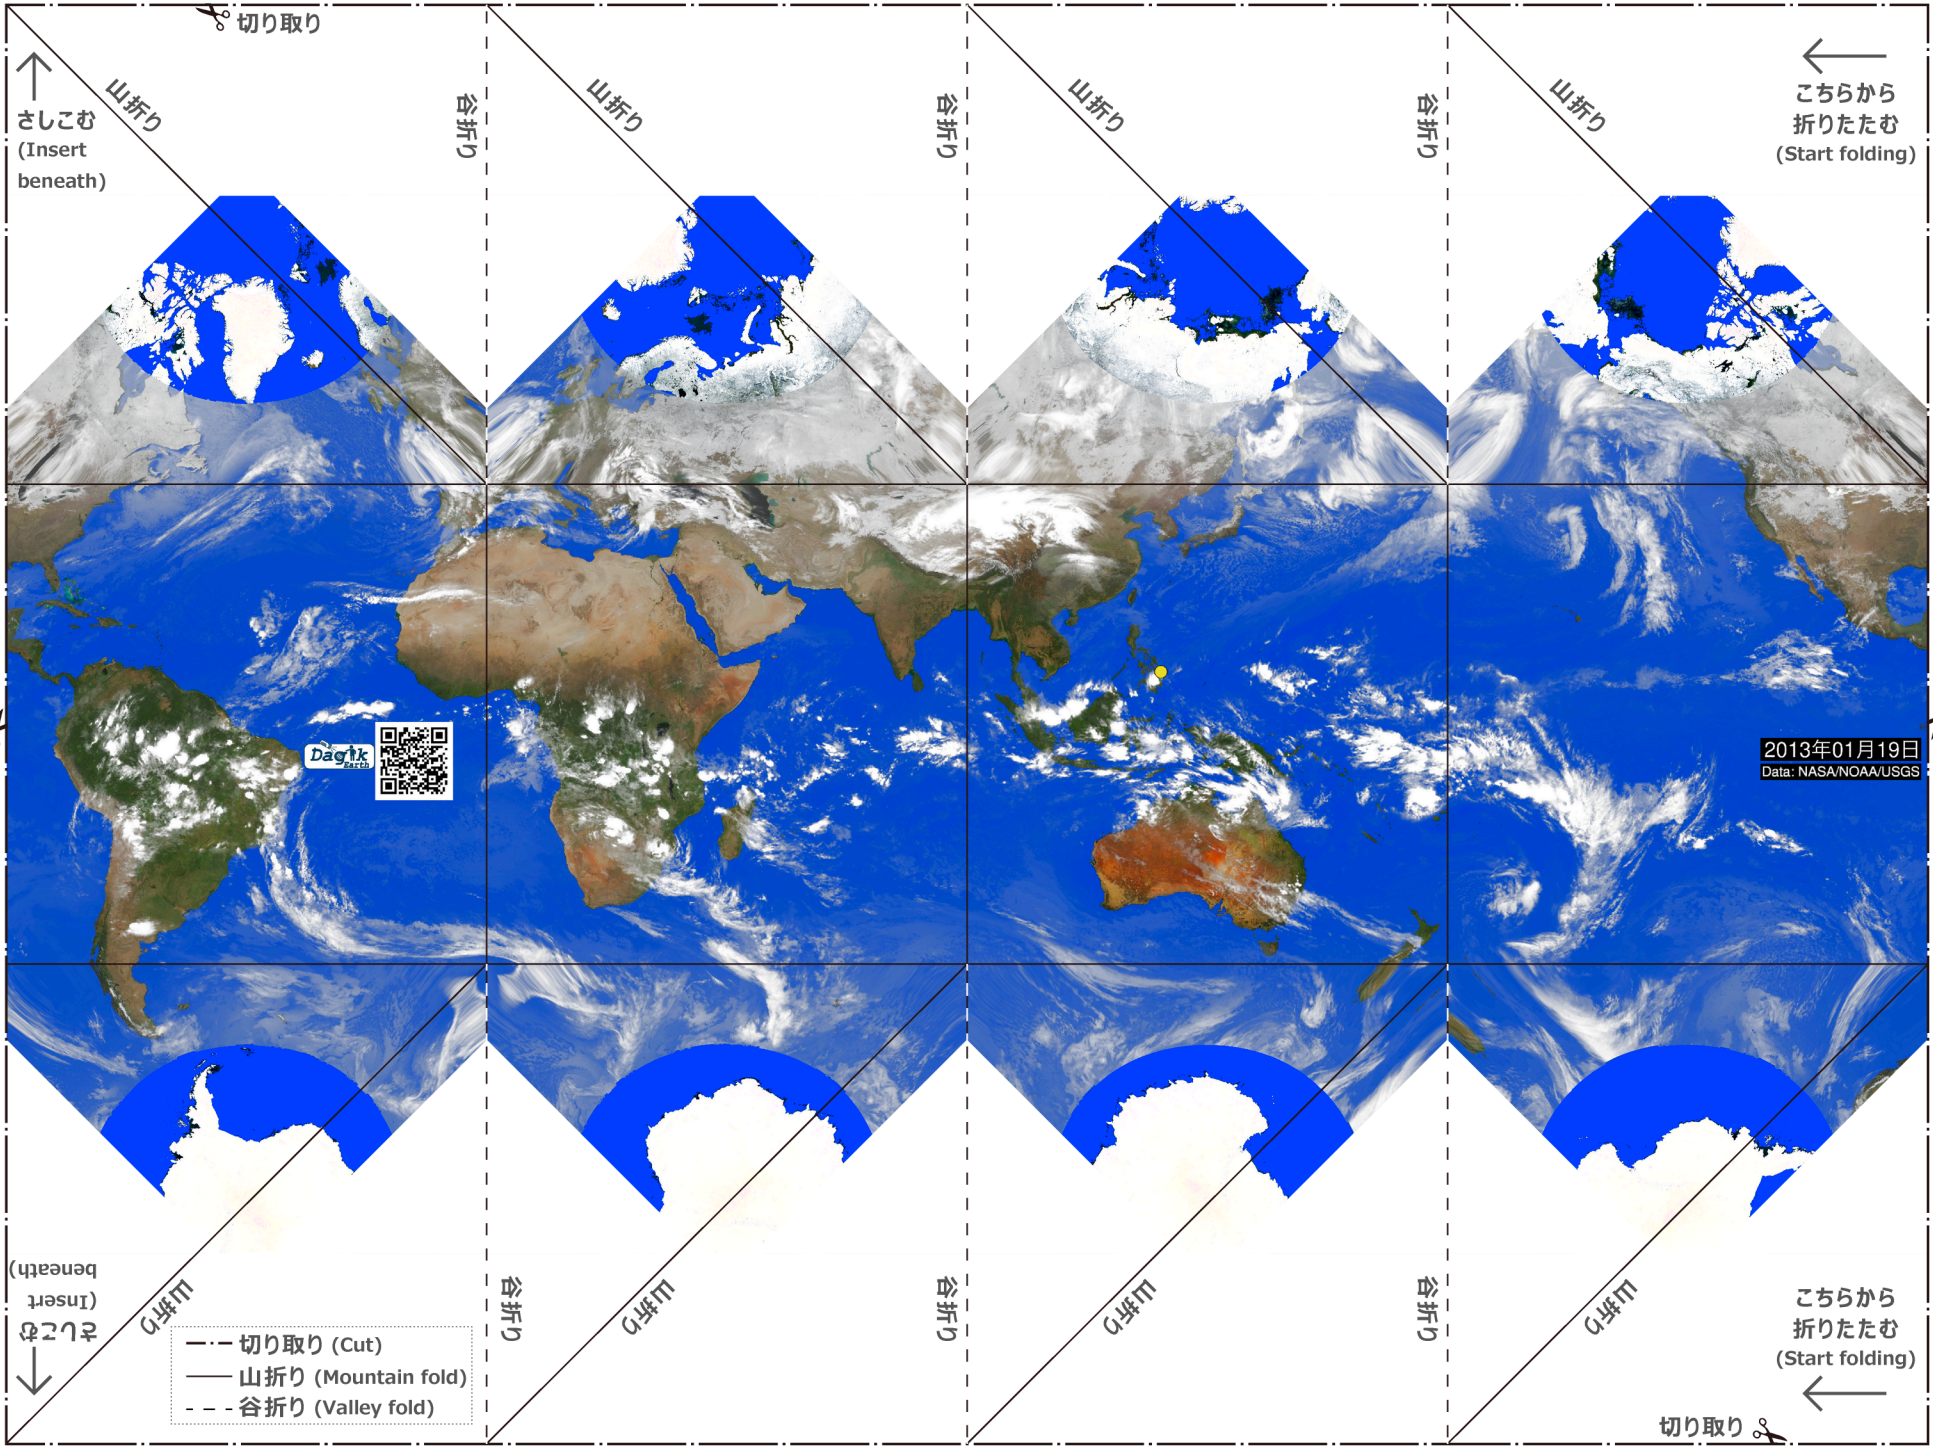 切り取り
さしこむ
(Insert
beneath)
山折り
谷折り
山折り
谷折り
山折り
谷折り
山折り
こちらから
折りたたむ
(Start folding)
Dagik
Earth
2013年01月19日
Data: NASA/NOAA/USGS
さしこむ
(Insert
beneath)
山折り
谷折り
山折り
谷折り
山折り
谷折り
山折り
こちらから
折りたたむ
(Start folding)
切り取り (Cut)
山折り (Mountain fold)
谷折り (Valley fold)
切り取り